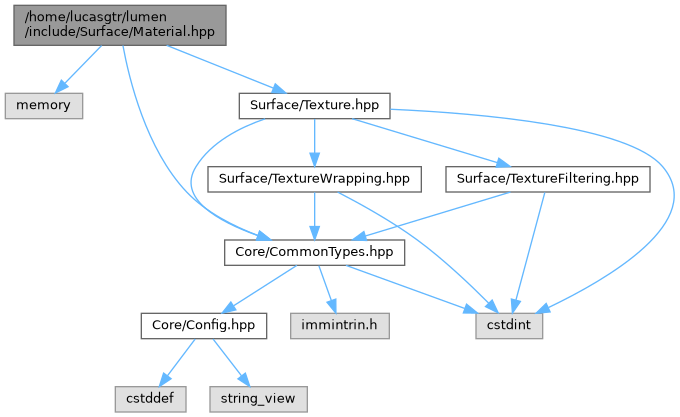 /home/lucasgtr/lumen
/include/Surface/Material.hpp
memory
Surface/Texture.hpp
Surface/TextureWrapping.hpp
Surface/TextureFiltering.hpp
Core/CommonTypes.hpp
Core/Config.hpp
immintrin.h
cstdint
cstddef
string_view